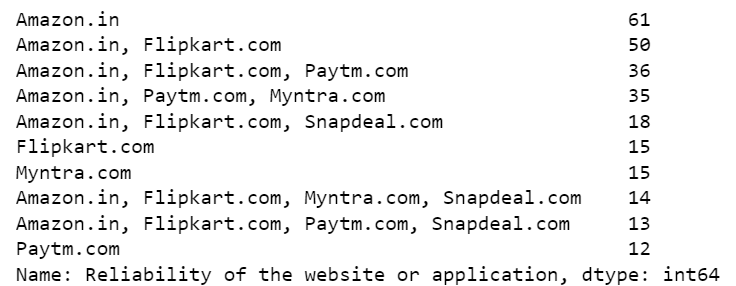 Amazon.in 61
Amazon.in, Flipkart.com 50
Amazon.in, Flipkart.com, Paytm.com 36
Amazon.in, Paytm.com, Myntra.com 35
Amazon.in, Flipkart.com, Snapdeal.com 18
Flipkart.com 15
Myntra.com 15
Amazon.in, Flipkart.com, Myntra.com, Snapdeal.com 14
Amazon.in, Flipkart.com, Paytm.com, Snapdeal.com 13
Paytm.com 12
Name: Reliability of the website or application, dtype: int64